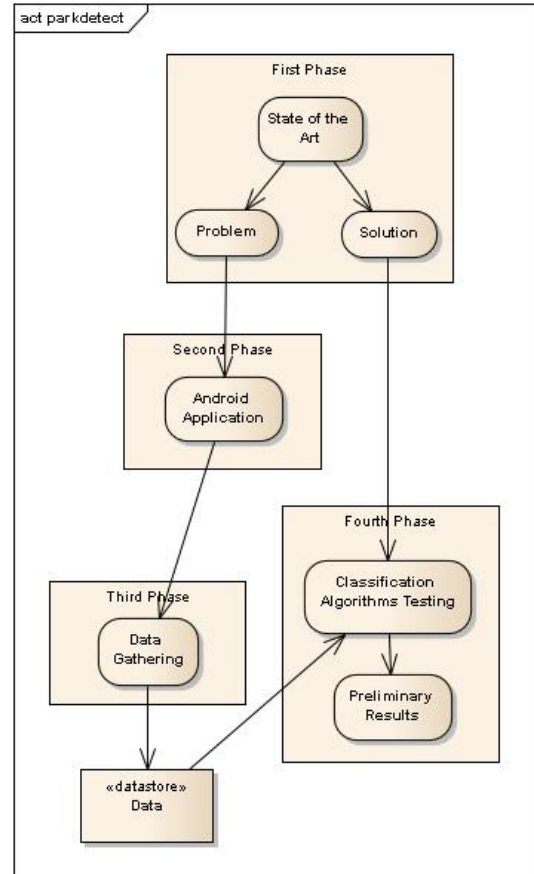 act parkdetect
First Phase
State of the
Art
Problem
Solution
Second Phase
Android
Application
Fourth Phase
Classification
Algorithms Testing
Third Phase
Data
Gathering
Preliminary
Results
«datastore»
Data